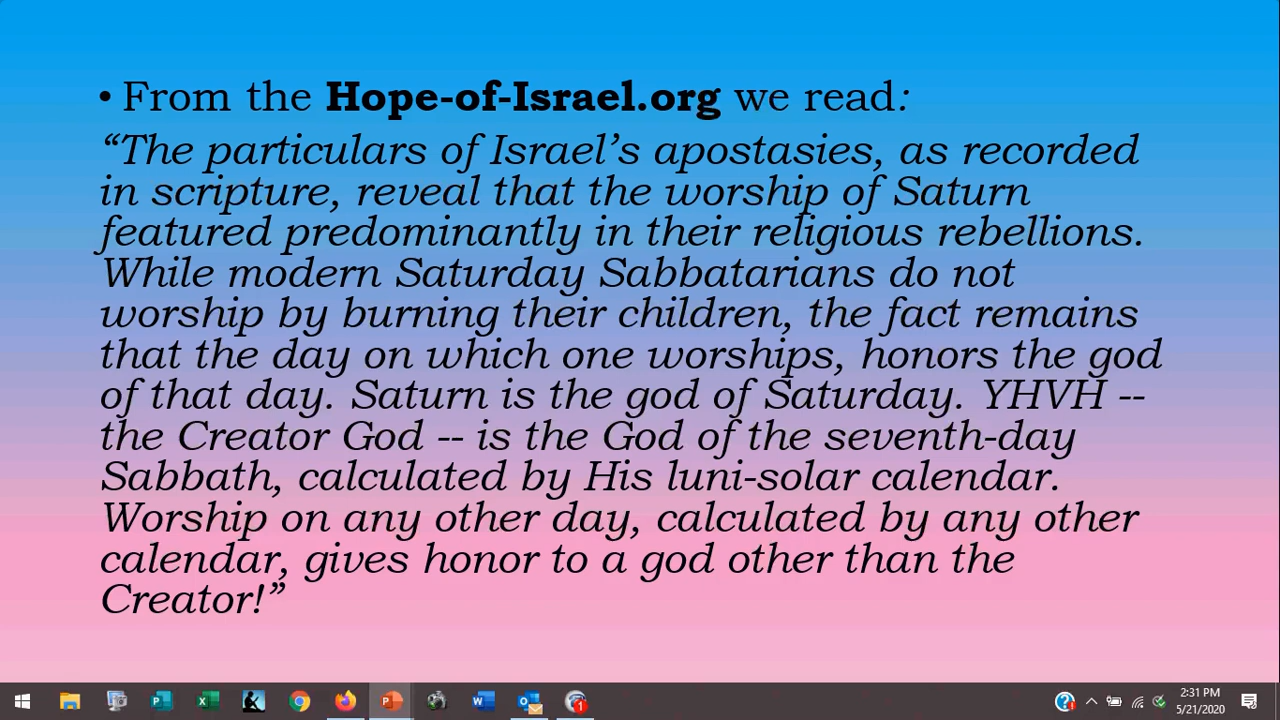 • From the Hope-of-Israel.org we read:
“The particulars of Israel’s apostasies, as recorded
in scripture, reveal that the worship of Saturn
featured predominantly in their religious rebellions.
While modern Saturday Sabbatarians do not
worship by burning their children, the fact remains
that the day on which one worships, honors the god
of that day. Saturn is the god of Saturday. YHVH --
the Creator God -- is the God of the seventh-day
Sabbath, calculated by His luni-solar calendar.
Worship on any other day, calculated by any other
calendar, gives honor to a god other than the
Creator!”
2:31 PM
5/21/2020